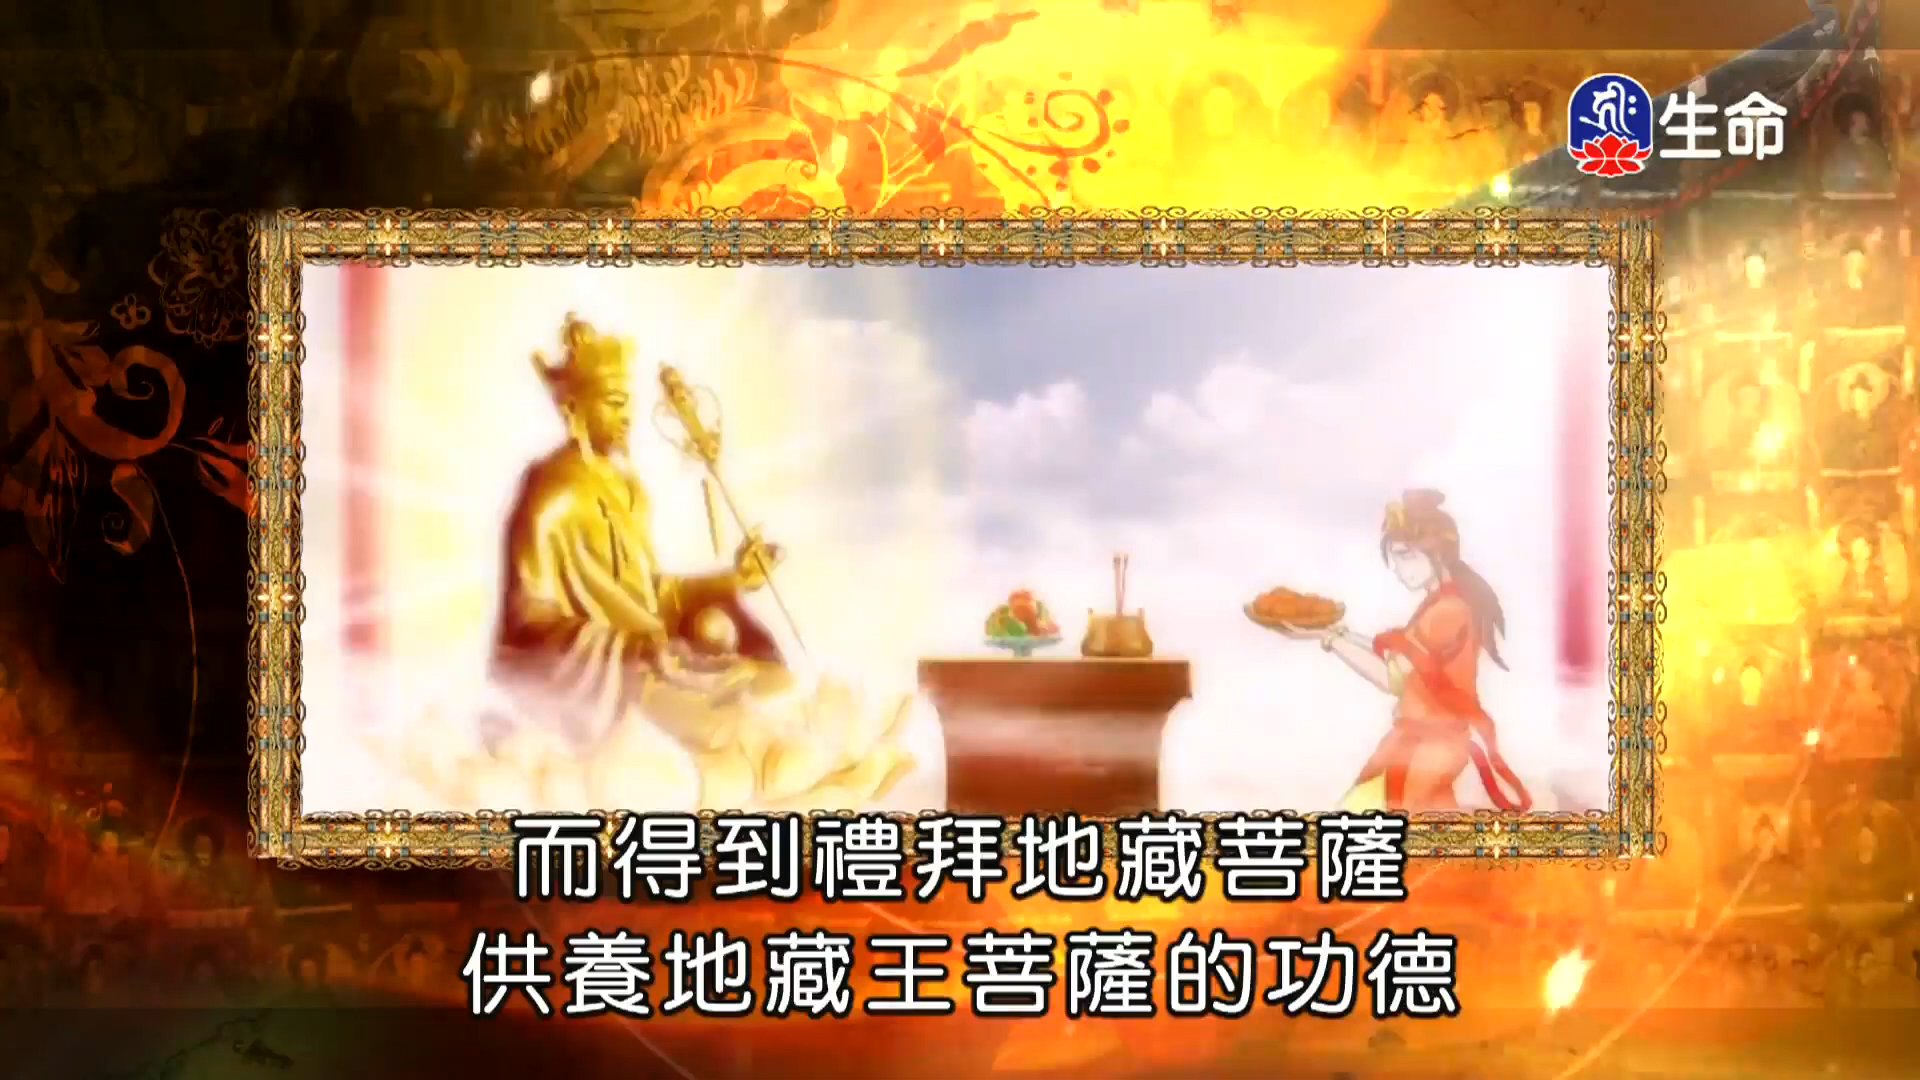 生命
而得到禮拜地藏菩薩
供養地藏王菩薩的功德